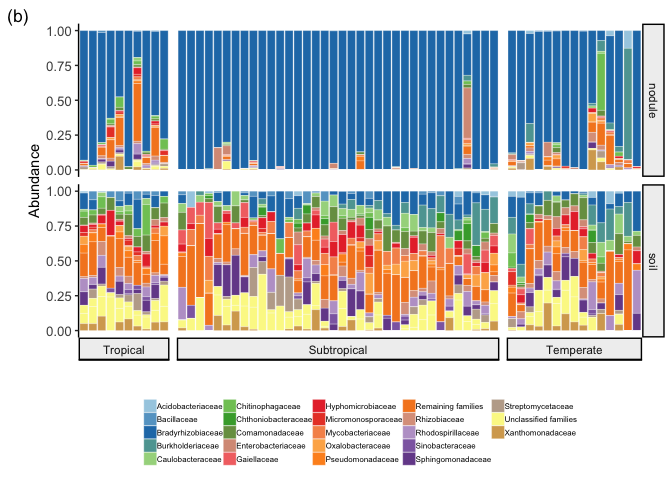 (b)
1.00
0.75
0.50
0.25
0.00
nodule
Abundance
1.00
0.75
0.50
0.25
0.00
soil
Tropical Subtropical Temperate
Acidobacteriaceae Chitinophagaceae Hyphomicrobiaceae Remaining families Streptomycetaceae
Bacillaceae Chthoniobacteraceae Micromonosporaceae Rhizobiaceae Unclassified families
Bradyrhizobiaceae Comamonadaceae Mycobacteriaceae Rhodospirillaceae Xanthomonadaceae
Burkholderiaceae Enterobacteriaceae Oxalobacteraceae Sinobacteraceae
Caulobacteraceae Gaiellaceae Pseudomonadaceae Sphingomonadaceae